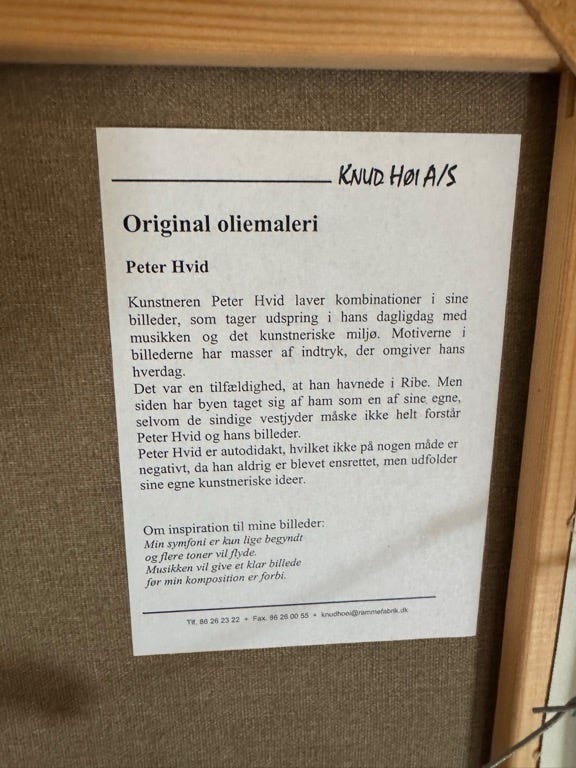 KNUD HØI A/S
Original oliemaleri
Peter Hvid
Kunstneren Peter Hvid laver kombinationer i sine
billeder, som tager udspring i hans dagligdag med
musikken og det kunstneriske miljø. Motiverne i
billederne har masser af indtryk, der omgiver hans
hverdag.
Det var en tilfældighed, at han havnede i Ribe. Men
siden har byen taget sig af ham som en af sine egne,
selvom de sindige vestjyder måske ikke helt forstår
Peter Hvid og hans billeder.
Peter Hvid er autodidakt, hvilket ikke på nogen måde er
negativt, da han aldrig er blevet ensrettet, men udfolder
sine egne kunstneriske ideer.
Om inspiration til mine billeder:
Min symfoni er kun lige begyndt
og flere toner vil flyde.
Musikken vil give et klar billede
før min komposition er forbi.
Tlf. 86 26 23 22 + Fax. 86 26 00 55 + knudhoei@rammefabrik.dk